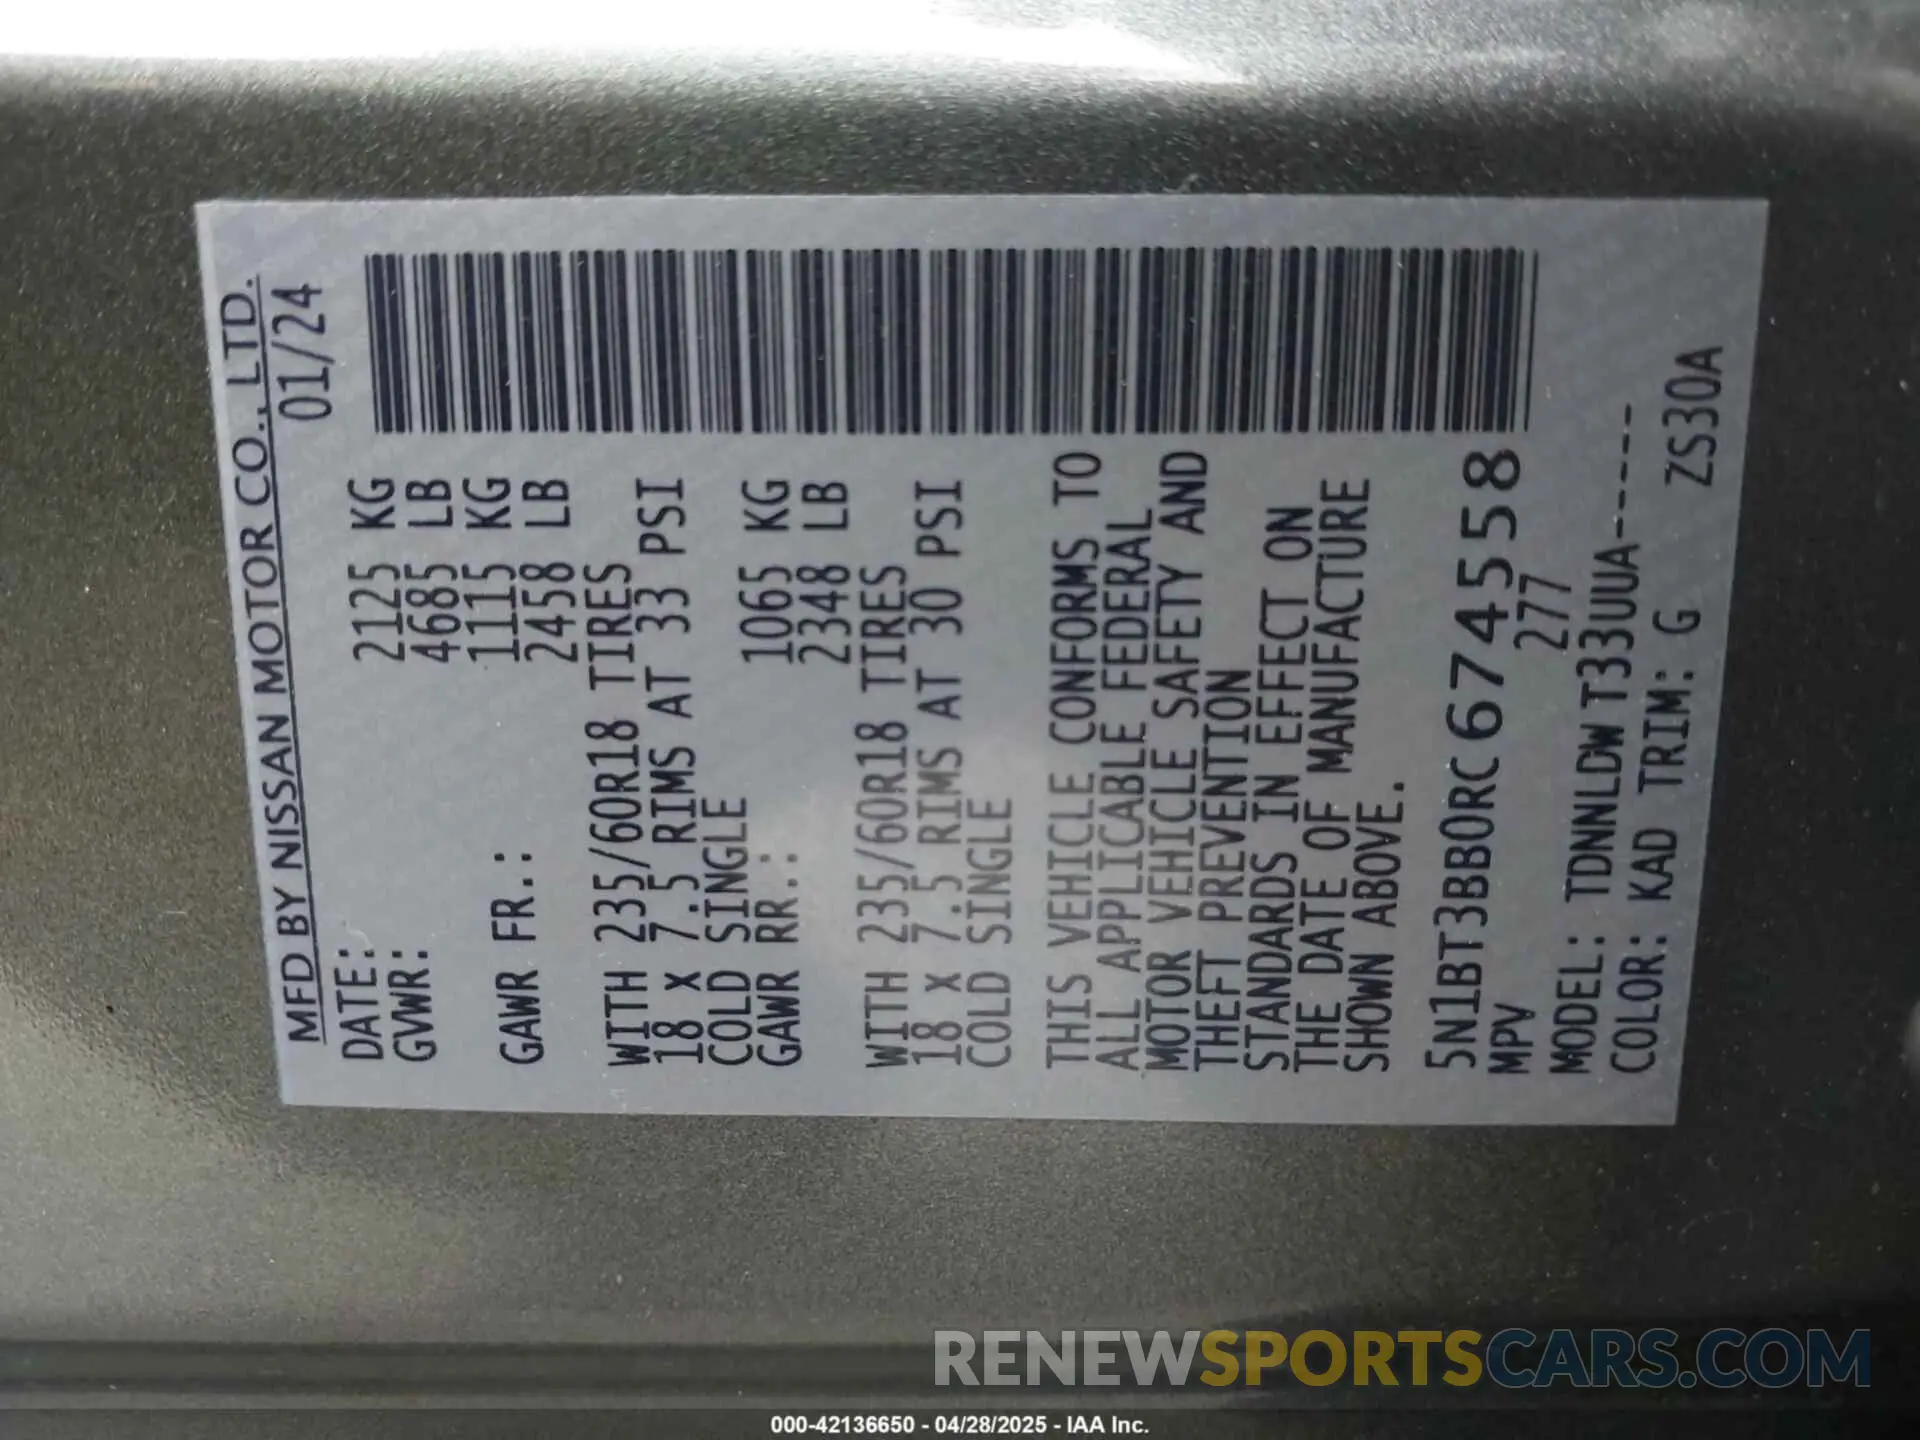 MFD BY NISSAN MOTOR CO., LTD.
DATE: 01/24
GVWR: 2125 KG
4685 LB
GAWR FR.: 1115 KG
2458 LB
WITH 235/60R18 TIRES
18 X 7.5 RIMS AT 33 PSI
COLD SINGLE
GAWR RR.: 1065 KG
2348 LB
WITH 235/60R18 TIRES
18 X 7.5 RIMS AT 30 PSI
COLD SINGLE
THIS VEHICLE CONFORMS TO
ALL APPLICABLE FEDERAL
MOTOR VEHICLE SAFETY AND
THEFT PREVENTION
STANDARDS IN EFFECT ON
THE DATE OF MANUFACTURE
SHOWN ABOVE.
5N1BT3BB0RC674558
MPV 277
MODEL: TDNNLDWT33UUA-----
COLOR: KAD TRIM: G ZS30A
RENEWSPORTSCARS.COM
000-42136650 - 04/28/2025 - IAA Inc.